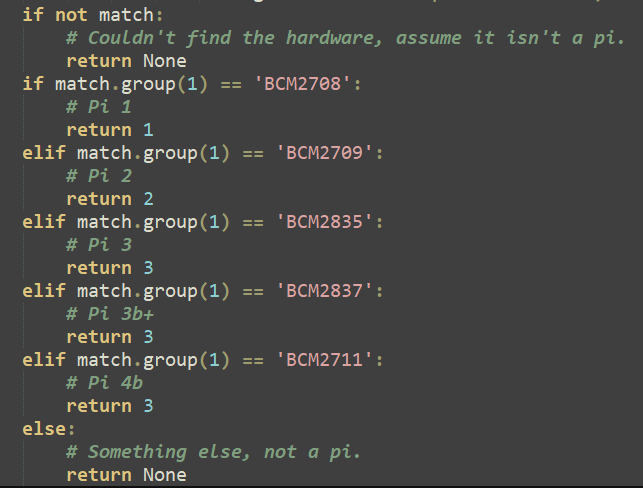 if not match:
    # Couldn't find the hardware, assume it isn't a pi.
    return None
if match.group(1) == 'BCM2708':
    # Pi 1
    return 1
elif match.group(1) == 'BCM2709':
    # Pi 2
    return 2
elif match.group(1) == 'BCM2835':
    # Pi 3
    return 3
elif match.group(1) == 'BCM2837':
    # Pi 3b+
    return 3
elif match.group(1) == 'BCM2711':
    # Pi 4b
    return 3
else:
    # Something else, not a pi.
    return None